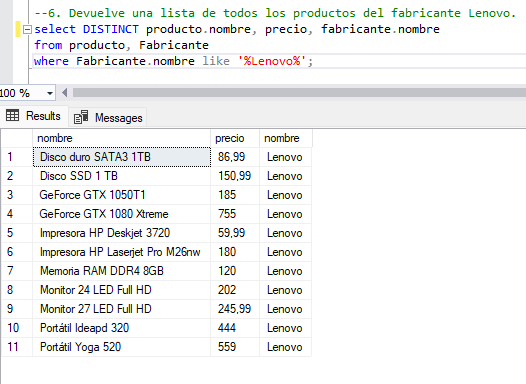 --6. Devuelve una lista de todos los productos del fabricante Lenovo.
select DISTINCT producto.nombre, precio, fabricante.nombre
from producto, Fabricante
where Fabricante.nombre like '%Lenovo%';
100 %
Results Messages
nombre precio nombre
1 Disco duro SATA3 1TB 86,99 Lenovo
2 Disco SSD 1 TB 150,99 Lenovo
3 GeForce GTX 1050T1 185 Lenovo
4 GeForce GTX 1080 Xtreme 755 Lenovo
5 Impresora HP Deskjet 3720 59,99 Lenovo
6 Impresora HP Laserjet Pro M26nw 180 Lenovo
7 Memoria RAM DDR4 8GB 120 Lenovo
8 Monitor 24 LED Full HD 202 Lenovo
9 Monitor 27 LED Full HD 245,99 Lenovo
10 Portátil Ideapd 320 444 Lenovo
11 Portátil Yoga 520 559 Lenovo